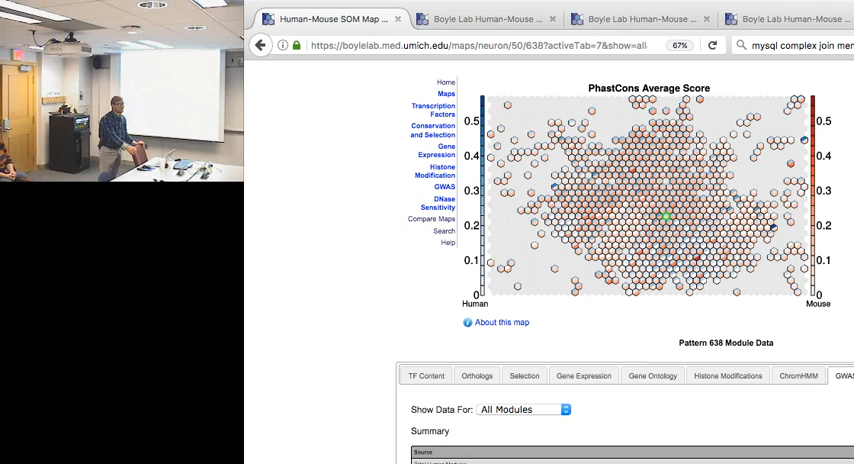 Human-Mouse SOM Map ... ×
Boyle Lab Human-Mouse ... ×
Boyle Lab Human-Mouse ... ×
Boyle Lab Human-Mouse
https://boylelab.med.umich.edu/maps/neuron/50/638?activeTab=7&show=all-
67%
mysql complex join mer
Home
Maps
Transcription
Factors
Conservation
and Selection
Gene
Expression
Histone
Modification
GWAS
DNase
Sensitivity
Compare Maps
Search
Help
PhastCons Average Score
0.5 0.5
0.4 0.4
0.3 0.3
0.2 0.2
0.1 0.1
0 0
Human Mouse
i About this map
Pattern 638 Module Data
TF Content Orthologs Selection Gene Expression Gene Ontology Histone Modifications ChromHMM GWAS
Show Data For: All Modules
Summary
Source
Total Human Modules